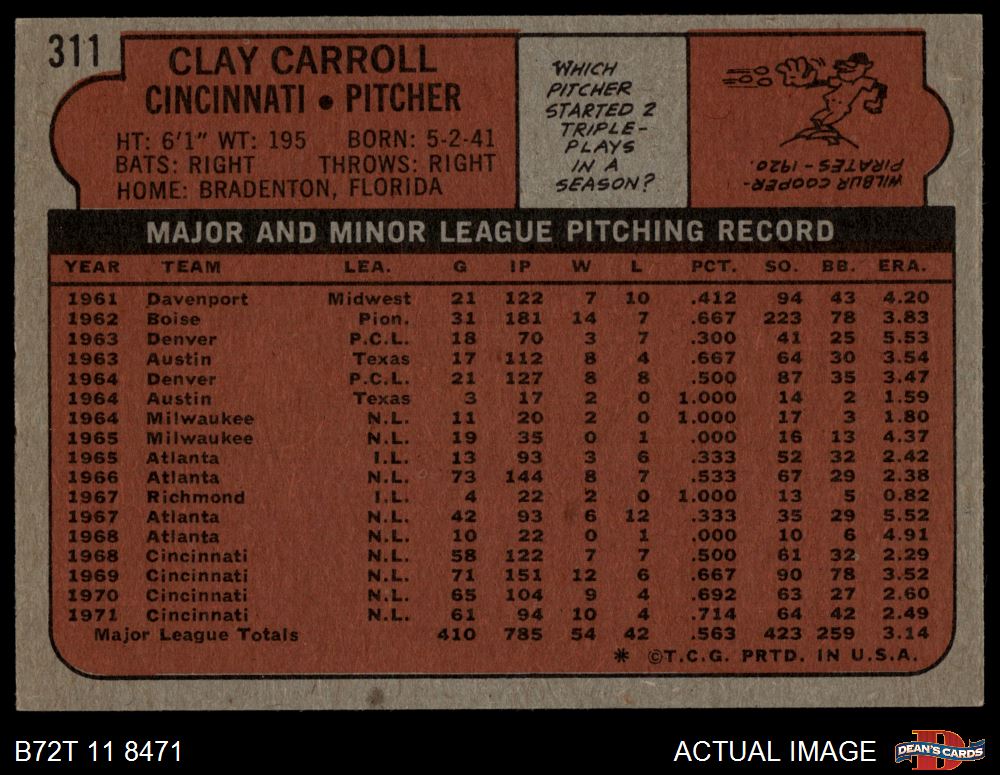 311
CLAY CARROLL
CINCINNATI • PITCHER
HT: 6'1" WT: 195 BORN: 5-2-41
BATS: RIGHT THROWS: RIGHT
HOME: BRADENTON, FLORIDA
WHICH
PITCHER
STARTED 2
TRIPLE-
PLAYS
IN A
SEASON?
WILBUR COOPER-
PIRATES-1920.
MAJOR AND MINOR LEAGUE PITCHING RECORD
YEAR TEAM LEA. G IP W L PCT. SO. BB. ERA.
1961 Davenport Midwest 21 122 7 10 .412 94 43 4.20
1962 Boise Pion. 31 181 14 7 .667 223 78 3.83
1963 Denver P.C.L. 18 70 3 7 .300 41 25 5.53
1963 Austin Texas 17 112 8 4 .667 64 30 3.54
1964 Denver P.C.L. 21 127 8 8 .500 87 35 3.47
1964 Austin Texas 3 17 2 0 1.000 14 2 1.59
1964 Milwaukee N.L. 11 20 2 0 1.000 17 3 1.80
1965 Milwaukee N.L. 19 35 0 1 .000 16 13 4.37
1965 Atlanta I.L. 13 93 3 6 .333 52 32 2.42
1966 Atlanta N.L. 73 144 8 7 .533 67 29 2.38
1967 Richmond I.L. 4 22 2 0 1.000 13 5 0.82
1967 Atlanta N.L. 42 93 6 12 .333 35 29 5.52
1968 Atlanta N.L. 10 22 0 1 .000 10 6 4.91
1968 Cincinnati N.L. 58 122 7 7 .500 61 32 2.29
1969 Cincinnati N.L. 71 151 12 6 .667 90 78 3.52
1970 Cincinnati N.L. 65 104 9 4 .692 63 27 2.60
1971 Cincinnati N.L. 61 94 10 4 .714 64 42 2.49
Major League Totals 410 785 54 42 .563 423 259 3.14
* ©T.C.G. PRTD. IN U.S.A.
B72T 11 8471
ACTUAL IMAGE
D
DEAN'S CARDS